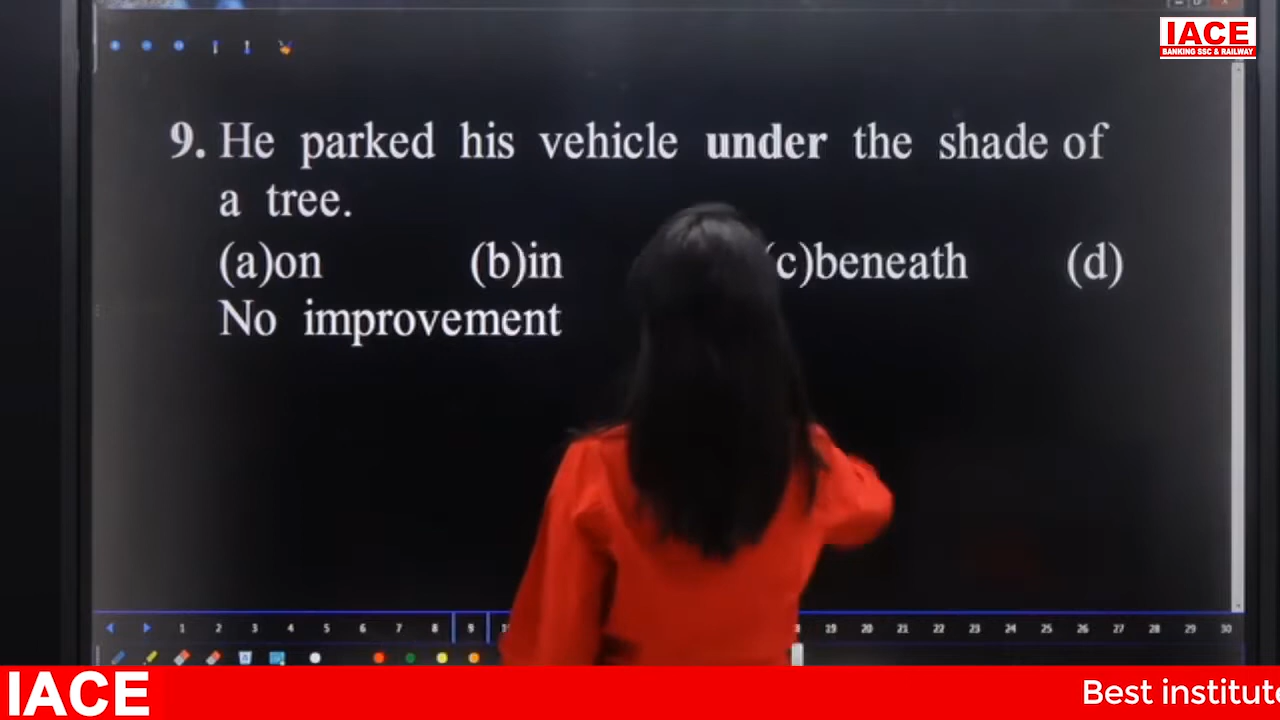 IACE
BANKING SSC & RAILWAY
9. He parked his vehicle under the shade of
a tree.
(a)on (b)in (c)beneath (d)
No improvement
1 2 3 4 5 6 7 8 9 19 20 21 22 23 24 25 26 27 28 29 30
IACE
Best institute